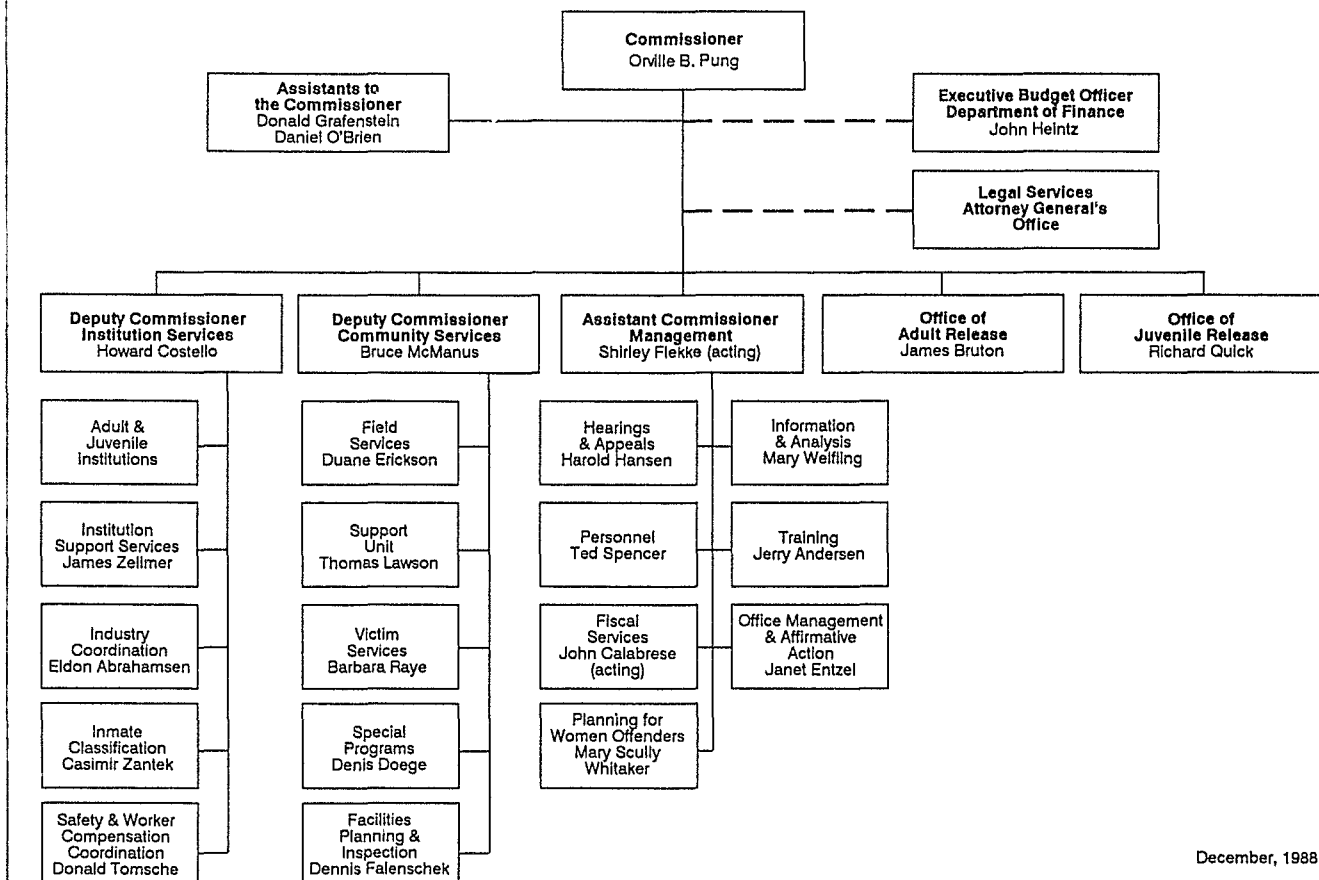 Commissioner
Orville B. Pung
Assistants to
the Commissioner
Donald Grafenstein
Daniel O'Brien
Executive Budget Officer
Department of Finance
John Heintz
Legal Services
Attorney General's
Office
Deputy Commissioner
Institution Services
Howard Costello
Deputy Commissioner
Community Services
Bruce McManus
Assistant Commissioner
Management
Shirley Flekke (acting)
Office of
Adult Release
James Bruton
Office of
Juvenile Release
Richard Quick
Adult &
Juvenile
Institutions
Institution
Support Services
James Zellmer
Industry
Coordination
Eldon Abrahamsen
Inmate
Classification
Casimir Zantek
Safety & Worker
Compensation
Coordination
Donald Tomsche
Field
Services
Duane Erickson
Support
Unit
Thomas Lawson
Victim
Services
Barbara Raye
Special
Programs
Denis Doege
Facilities
Planning &
Inspection
Dennis Falenschek
Hearings
& Appeals
Harold Hansen
Personnel
Ted Spencer
Fiscal
Services
John Calabrese
(acting)
Planning for
Women Offenders
Mary Scully
Whitaker
Information
& Analysis
Mary Welfling
Training
Jerry Andersen
Office Management
& Affirmative
Action
Janet Entzel
December, 1988